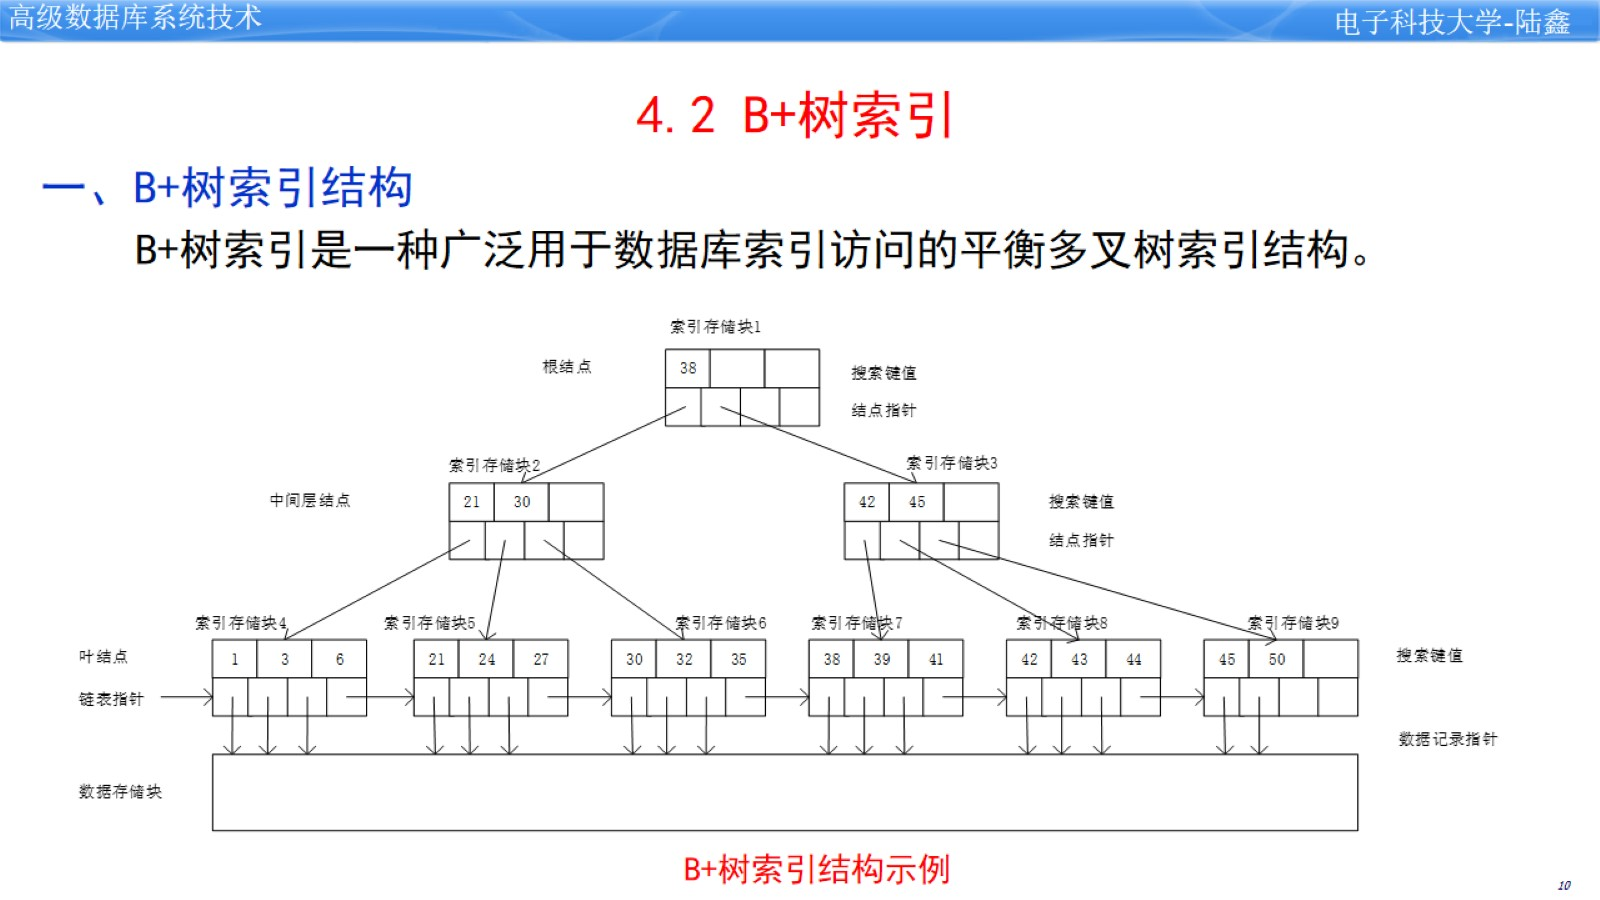 高级数据库系统技术
电子科技大学-陆鑫
4.2 B+树索引
一、B+树索引结构
B+树索引是一种广泛用于数据库索引访问的平衡多叉树索引结构。
索引存储块1
根结点
38
搜索键值
结点指针
索引存储块2
索引存储块3
中间层结点
21 30
42 45
搜索键值
结点指针
索引存储块4
索引存储块5
索引存储块6
索引存储块7
索引存储块8
索引存储块9
叶结点
1 3 6
21 24 27
30 32 35
38 39 41
42 43 44
45 50
搜索键值
链表指针
数据记录指针
数据存储块
B+树索引结构示例
10